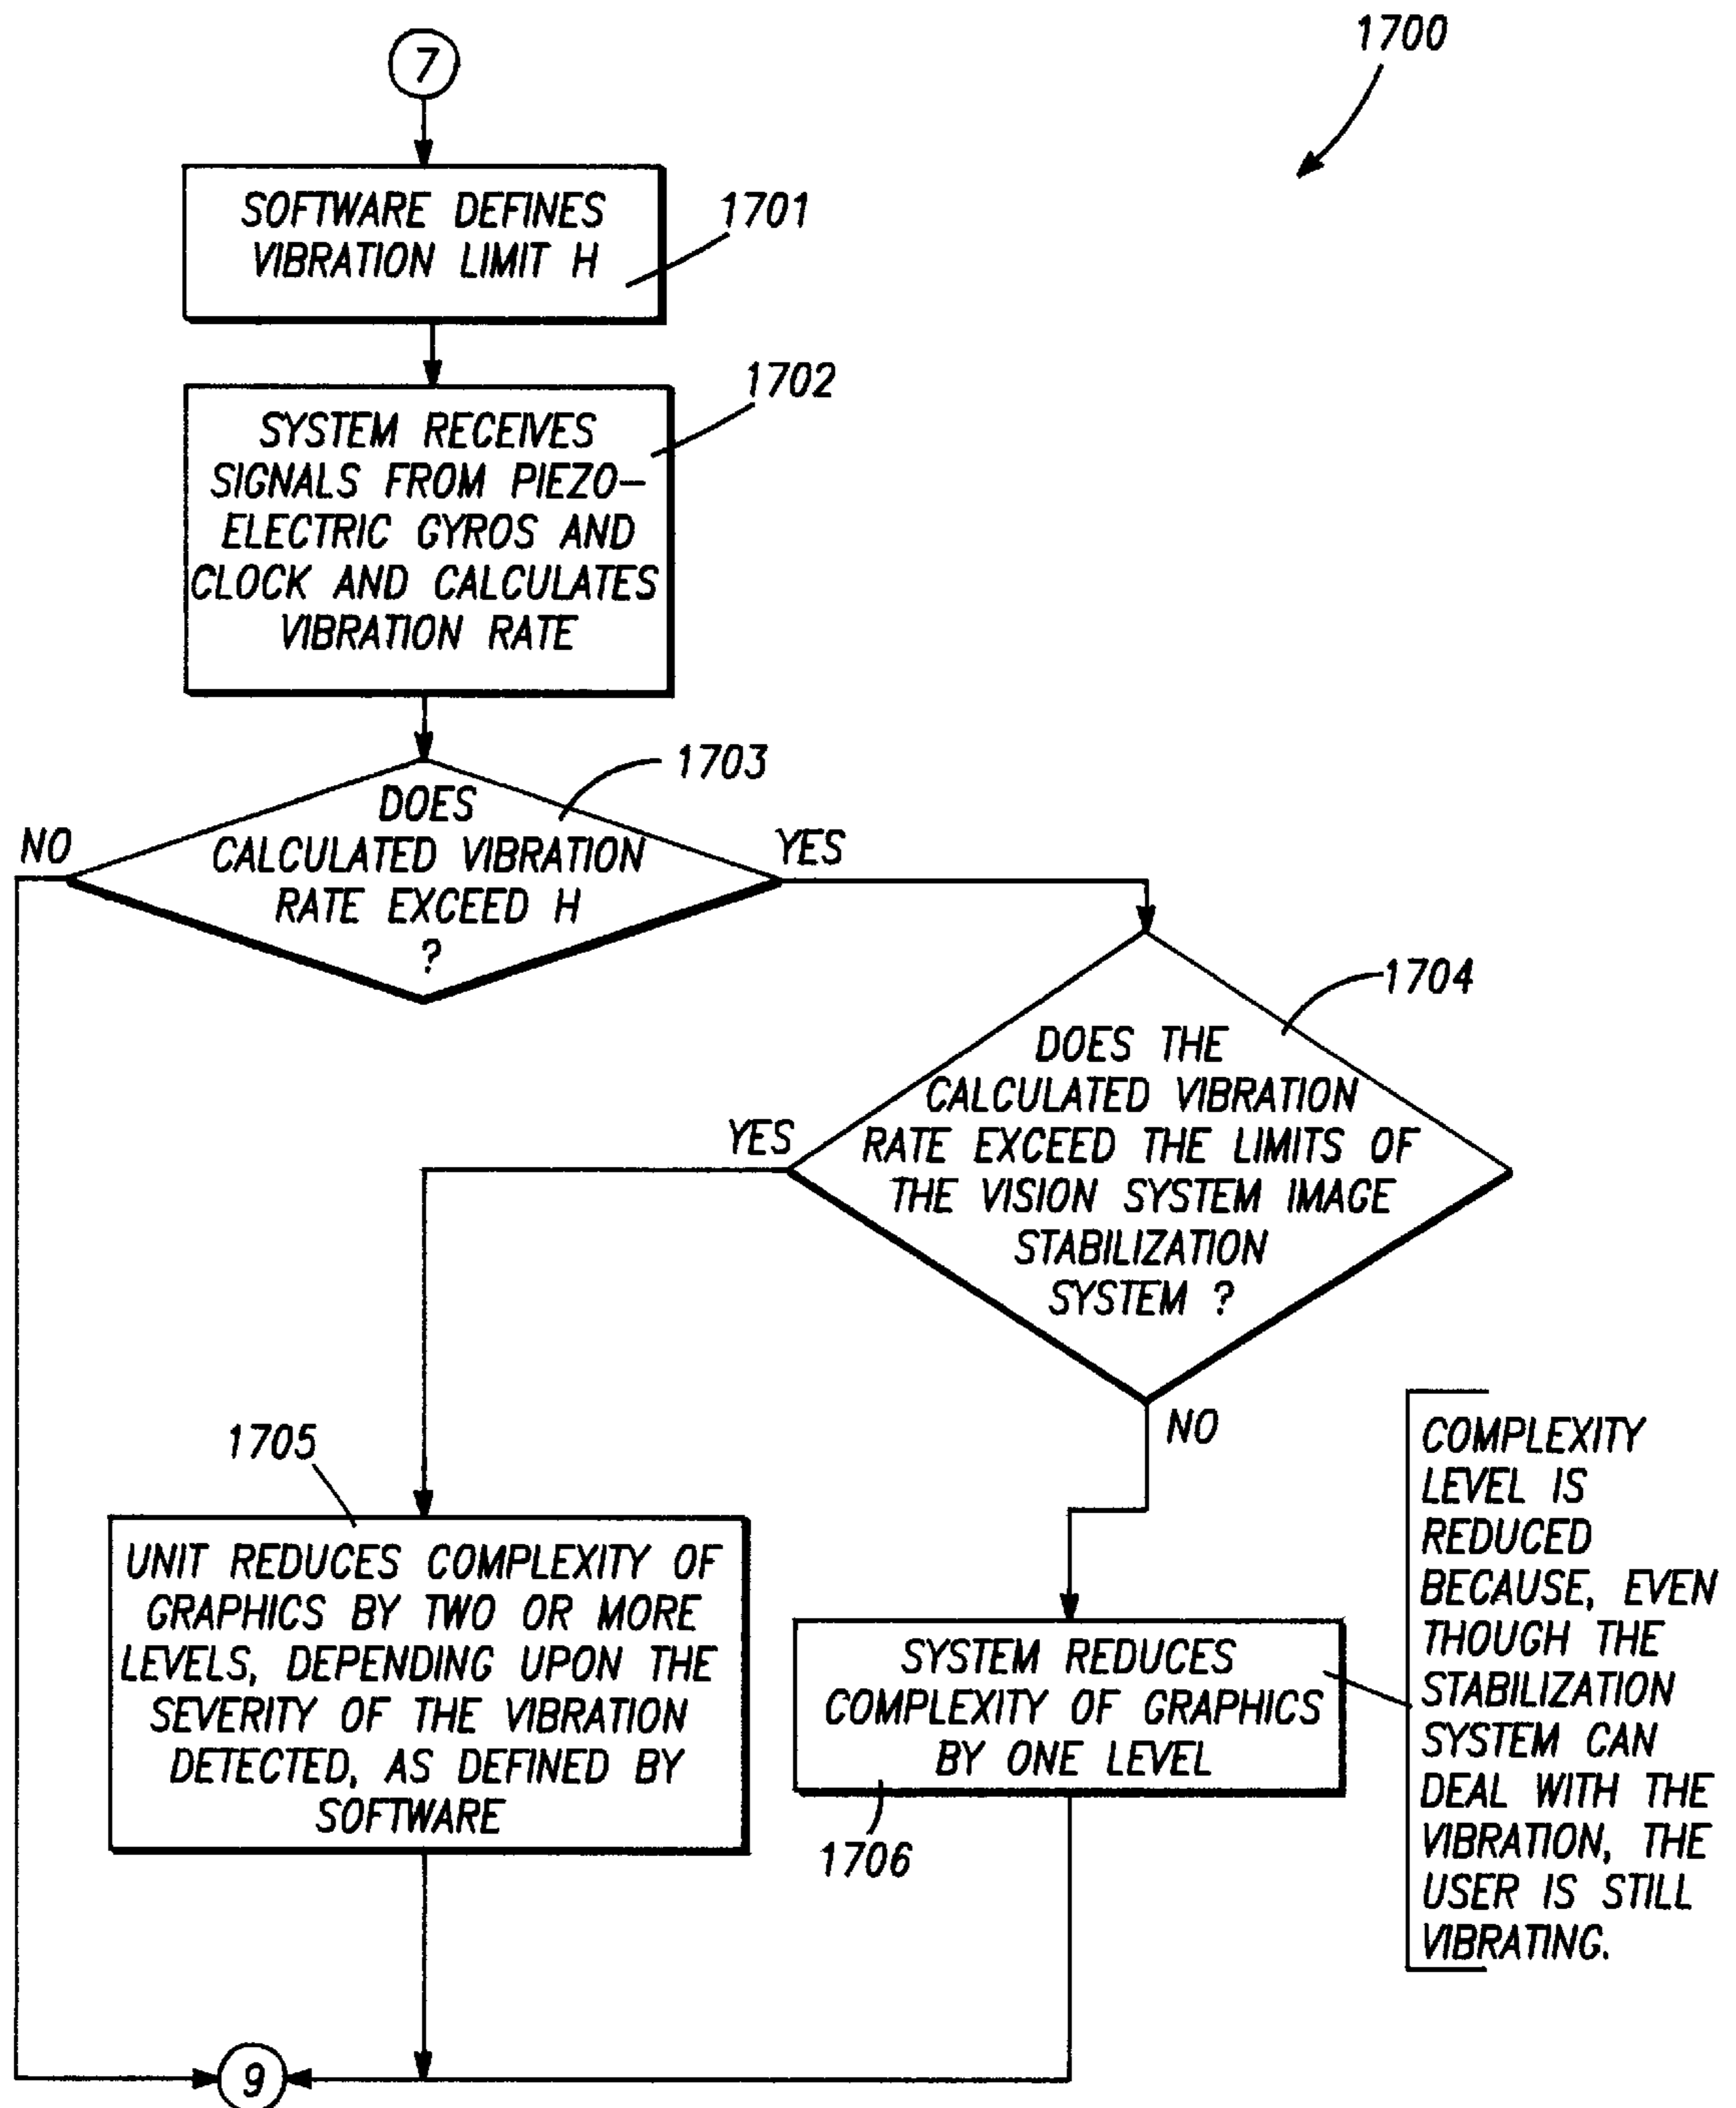 1700
7
SOFTWARE DEFINES
VIBRATION LIMIT H
1701
1702
SYSTEM RECEIVES
SIGNALS FROM PIEZO-
ELECTRIC GYROS AND
CLOCK AND CALCULATES
VIBRATION RATE
1703
DOES
CALCULATED VIBRATION
RATE EXCEED H
?
NO
YES
1704
DOES THE
CALCULATED VIBRATION
RATE EXCEED THE LIMITS OF
THE VISION SYSTEM IMAGE
STABILIZATION
SYSTEM ?
YES
NO
1705
UNIT REDUCES COMPLEXITY OF
GRAPHICS BY TWO OR MORE
LEVELS, DEPENDING UPON THE
SEVERITY OF THE VIBRATION
DETECTED, AS DEFINED BY
SOFTWARE
SYSTEM REDUCES
COMPLEXITY OF GRAPHICS
BY ONE LEVEL
1706
COMPLEXITY
LEVEL IS
REDUCED
BECAUSE, EVEN
THOUGH THE
STABILIZATION
SYSTEM CAN
DEAL WITH THE
VIBRATION, THE
USER IS STILL
VIBRATING.
9